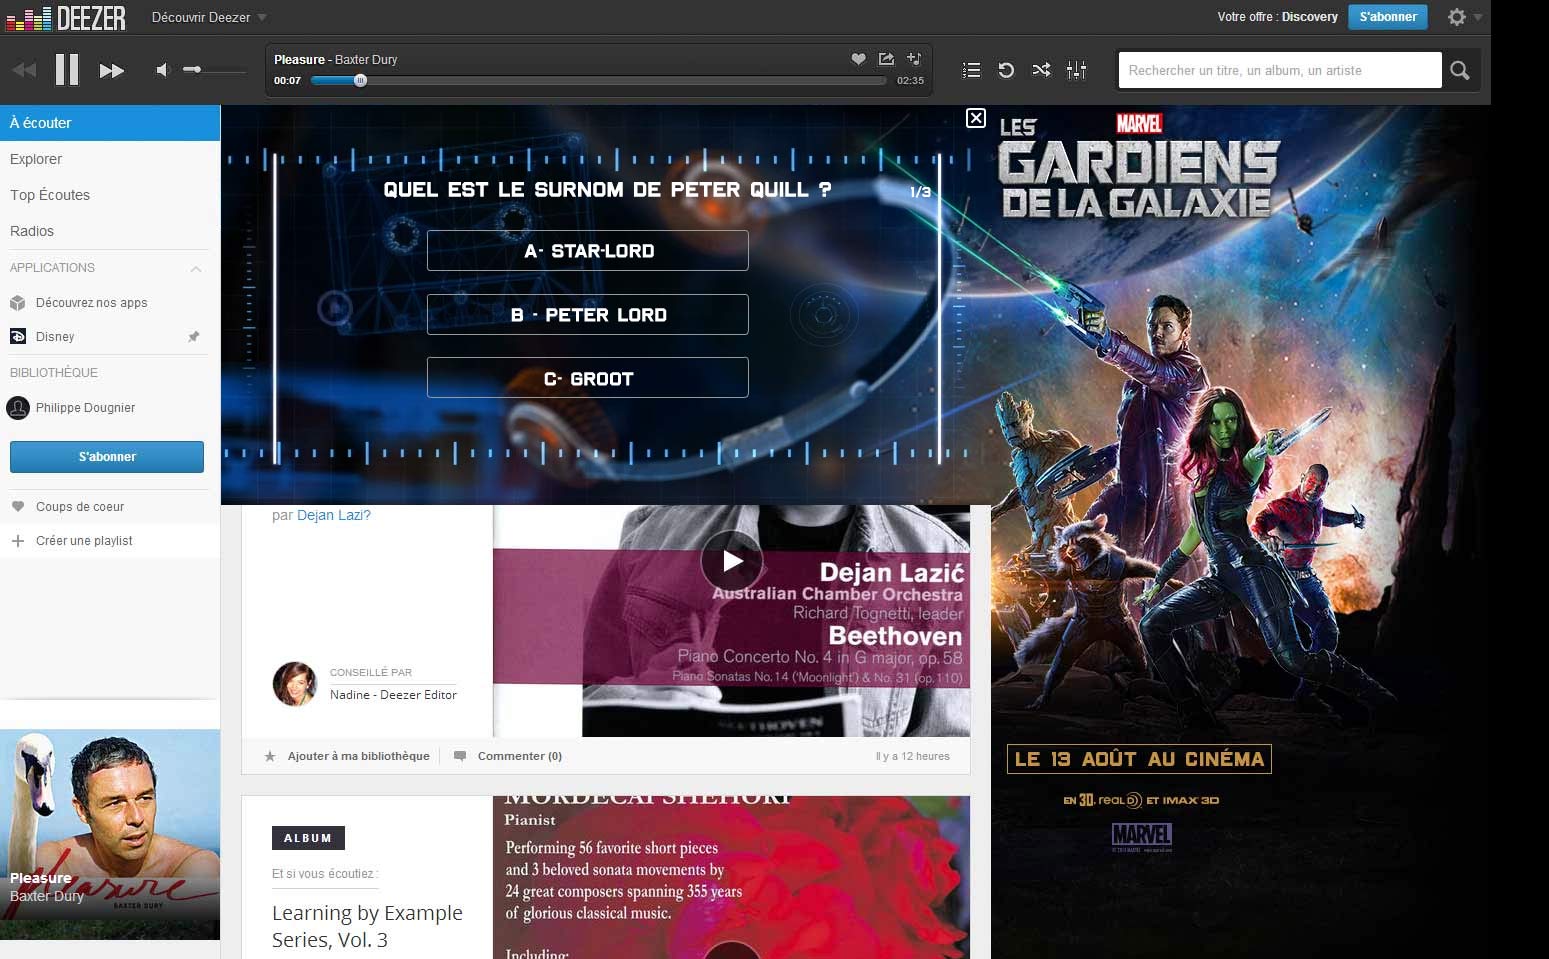 DEEZER
Découvrir Deezer
Votre offre : Discovery
S'abonner
Pleasure - Baxter Dury
00:07
02:35
Rechercher un titre, un album, un artiste
À écouter
Explorer
Top Écoutes
Radios
APPLICATIONS
Découvrez nos apps
Disney
BIBLIOTHÈQUE
Philippe Dougnier
S'abonner
Coups de coeur
Créer une playlist
Pleasure
BAXTER DURY
Pleasure
Baxter Dury
QUEL EST LE SURNOM DE PETER QUILL ?
1/3
A- STAR-LORD
B - PETER LORD
C- GROOT
par Dejan Lazi?
CONSEILLÉ PAR
Nadine - Deezer Editor
Dejan Lazić
Australian Chamber Orchestra
Richard Tognetti, leader
Beethoven
Piano Concerto No. 4 in G major, op. 58
Piano Sonatas No. 14 ('Moonlight') & No. 31 (op. 110)
BEETHOVEN
Ajouter à ma bibliothèque
Commenter (0)
Il y a 12 heures
ALBUM
Et si vous écoutiez :
Learning by Example
Series, Vol. 3
MORDECAI SHEHORI
Pianist
Performing 56 favorite short pieces
and 3 beloved sonata movements by
24 great composers spanning 355 years
of glorious classical music.
Including:
LES
MARVEL
GARDIENS
DE LA GALAXIE
LE 13 AOÛT AU CINÉMA
EN 3D, REAL D 3D ET IMAX 3D
MARVEL